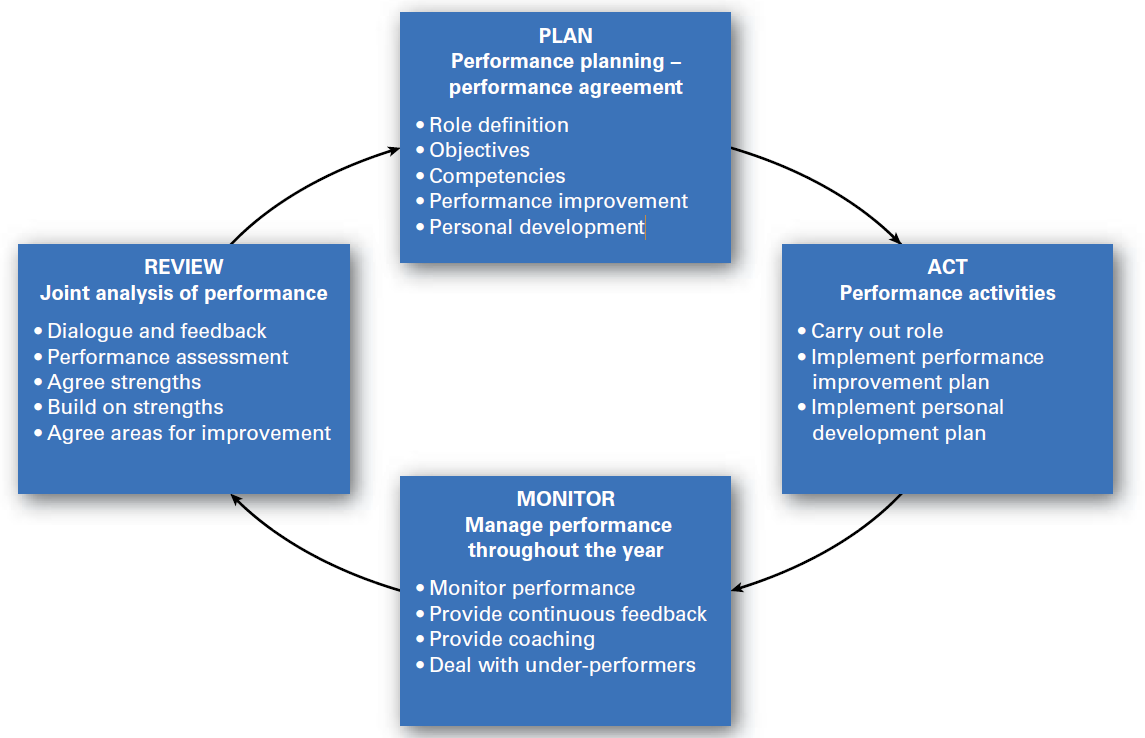 PLAN
Performance planning –
performance agreement
• Role definition
• Objectives
• Competencies
• Performance improvement
• Personal development
REVIEW
Joint analysis of performance
• Dialogue and feedback
• Performance assessment
• Agree strengths
• Build on strengths
• Agree areas for improvement
ACT
Performance activities
• Carry out role
• Implement performance
improvement plan
• Implement personal
development plan
MONITOR
Manage performance
throughout the year
• Monitor performance
• Provide continuous feedback
• Provide coaching
• Deal with under-performers